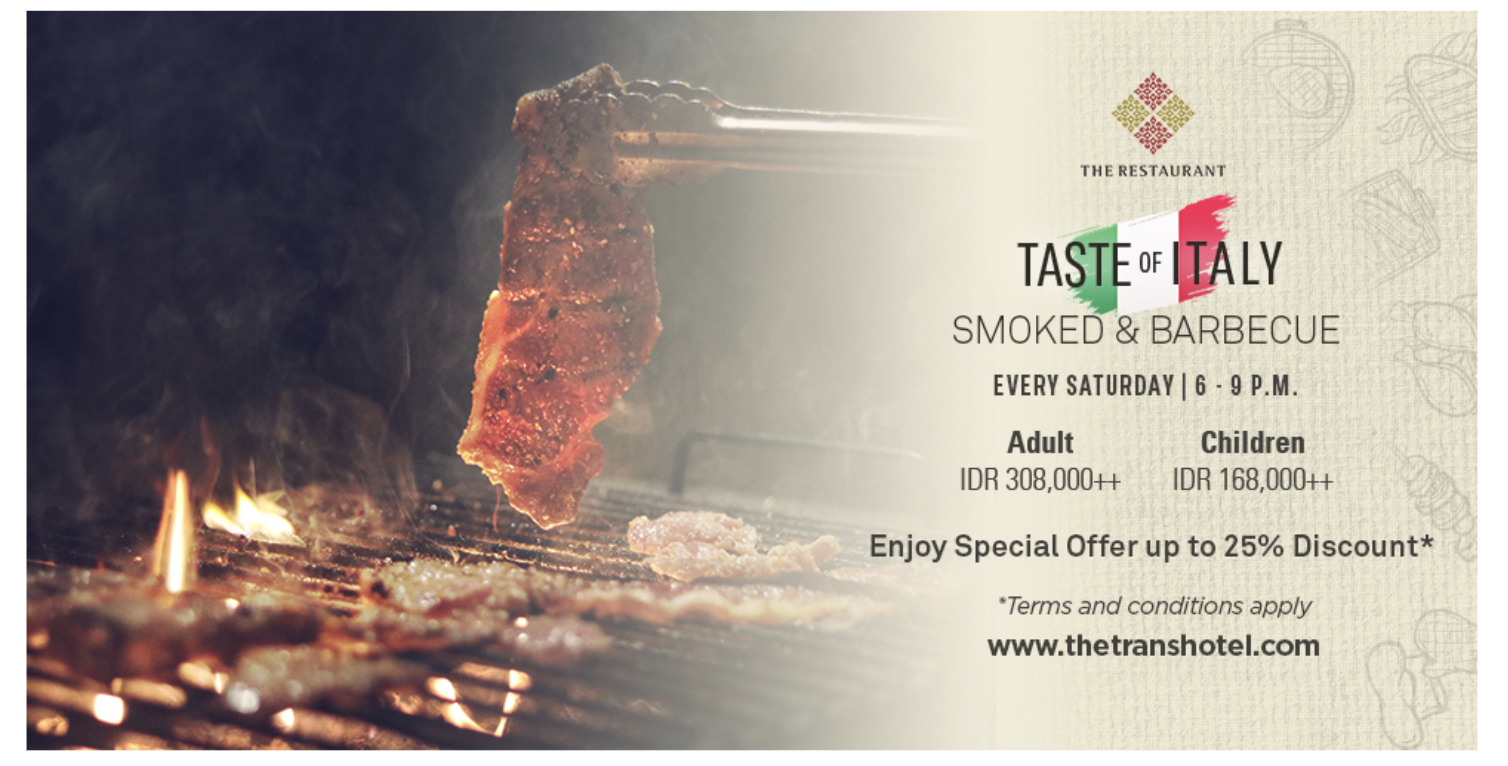 THE RESTAURANT
TASTE OF ITALY
SMOKED & BARBECUE
EVERY SATURDAY | 6 - 9 P.M.
Adult Children
IDR 308,000++ IDR 168,000++
Enjoy Special Offer up to 25% Discount*
*Terms and conditions apply
www.thetranshotel.com